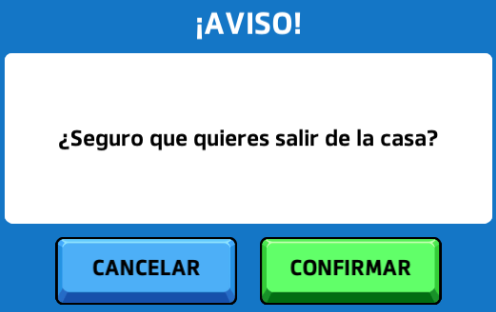 ¡AVISO!
¿Seguro que quieres salir de la casa?
CANCELAR
CONFIRMAR